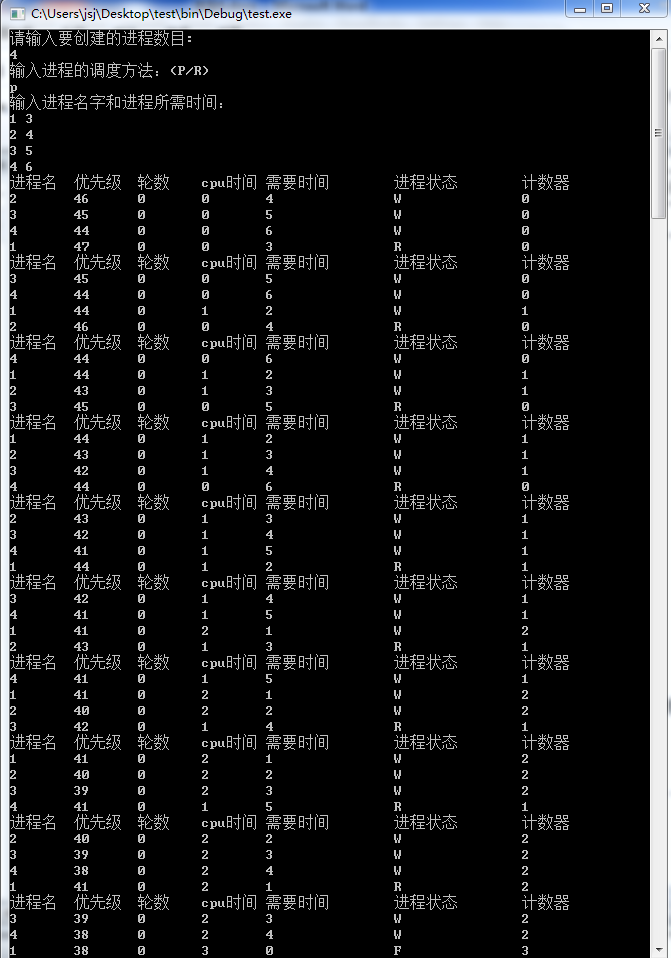 C:\Users\jsj\Desktop\test\bin\Debug\test.exe
请输入要创建的进程数目:
4
输入进程的调度方法: (P/R)
p
输入进程名字和进程所需时间:
1 3
2 4
3 5
4 6
进程名 优先级 轮数 cpu时间 需要时间 进程状态 计数器
2 46 0 0 4 W 0
3 45 0 0 5 W 0
4 44 0 0 6 W 0
1 47 0 0 3 R 0
进程名 优先级 轮数 cpu时间 需要时间 进程状态 计数器
3 45 0 0 5 W 0
4 44 0 0 6 W 0
1 44 0 1 2 W 1
2 46 0 0 4 R 0
进程名 优先级 轮数 cpu时间 需要时间 进程状态 计数器
4 44 0 0 6 W 0
1 44 0 1 2 W 1
2 43 0 1 3 W 1
3 45 0 0 5 R 0
进程名 优先级 轮数 cpu时间 需要时间 进程状态 计数器
1 44 0 1 2 W 1
2 43 0 1 3 W 1
3 42 0 1 4 W 1
4 44 0 0 6 R 0
进程名 优先级 轮数 cpu时间 需要时间 进程状态 计数器
2 43 0 1 3 W 1
3 42 0 1 4 W 1
4 41 0 1 5 W 1
1 44 0 1 2 R 1
进程名 优先级 轮数 cpu时间 需要时间 进程状态 计数器
3 42 0 1 4 W 1
4 41 0 1 5 W 1
1 41 0 2 1 W 2
2 43 0 1 3 R 1
进程名 优先级 轮数 cpu时间 需要时间 进程状态 计数器
4 41 0 1 5 W 1
1 41 0 2 1 W 2
2 40 0 2 2 W 2
3 42 0 1 4 R 1
进程名 优先级 轮数 cpu时间 需要时间 进程状态 计数器
1 41 0 2 1 W 2
2 40 0 2 2 W 2
3 39 0 2 3 W 2
4 41 0 1 5 R 1
进程名 优先级 轮数 cpu时间 需要时间 进程状态 计数器
2 40 0 2 2 W 2
3 39 0 2 3 W 2
4 38 0 2 4 W 2
1 41 0 2 1 R 2
进程名 优先级 轮数 cpu时间 需要时间 进程状态 计数器
3 39 0 2 3 W 2
4 38 0 2 4 W 2
1 38 0 3 0 F 3